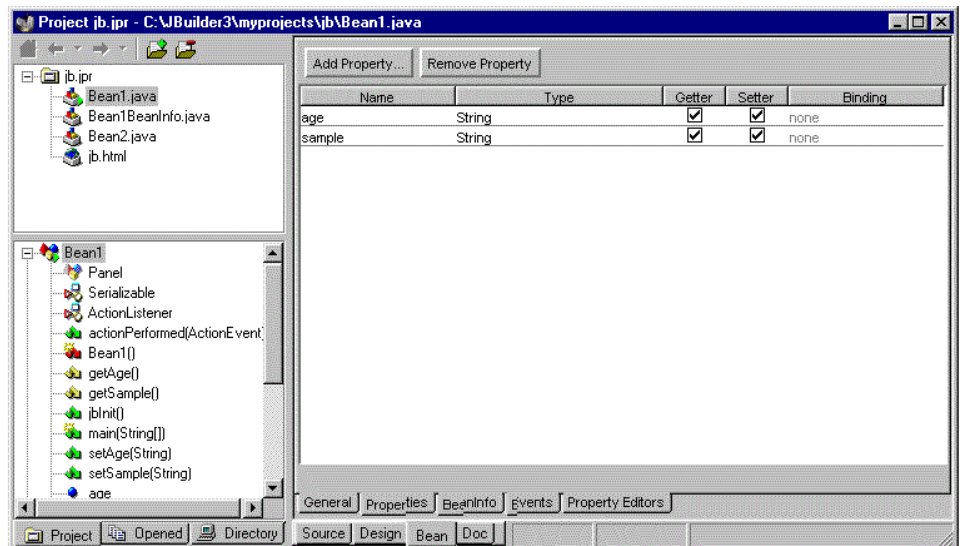 Project jb.jpr - C:\JBuilder3\myprojects\jb\Bean1.java
jb.jpr
Bean1.java
Bean1BeanInfo.java
Bean2.java
jb.html
Bean1
Panel
Serializable
ActionListener
actionPerformed(ActionEvent)
Bean1()
getAge()
getSample()
jbInit()
main(String[])
setAge(String)
setSample(String)
age
Project Opened Directory
Add Property... Remove Property
Name Type Getter Setter Binding
age String none
sample String none
General Properties BeanInfo Events Property Editors
Source Design Bean Doc